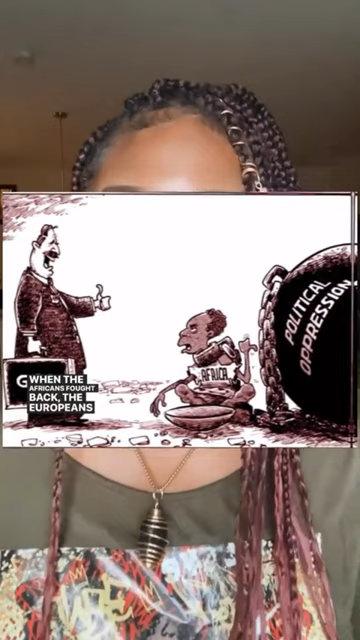 POLITICAL
OPPRESSION
AFRICA
G
WHEN THE
AFRICANS FOUGHT
BACK, THE
EUROPEANS